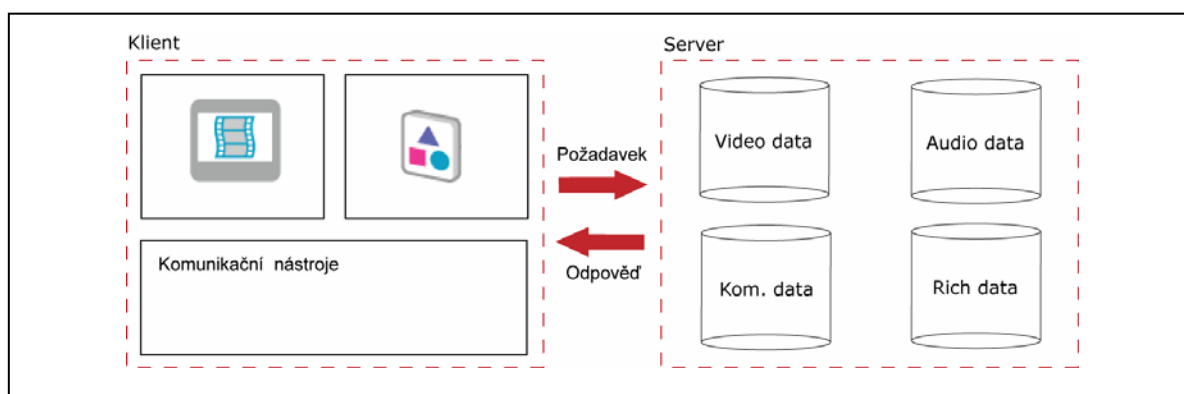 Klient
Server
Požadavek
Odpověď
Komunikační nástroje
Video data
Audio data
Kom. data
Rich data